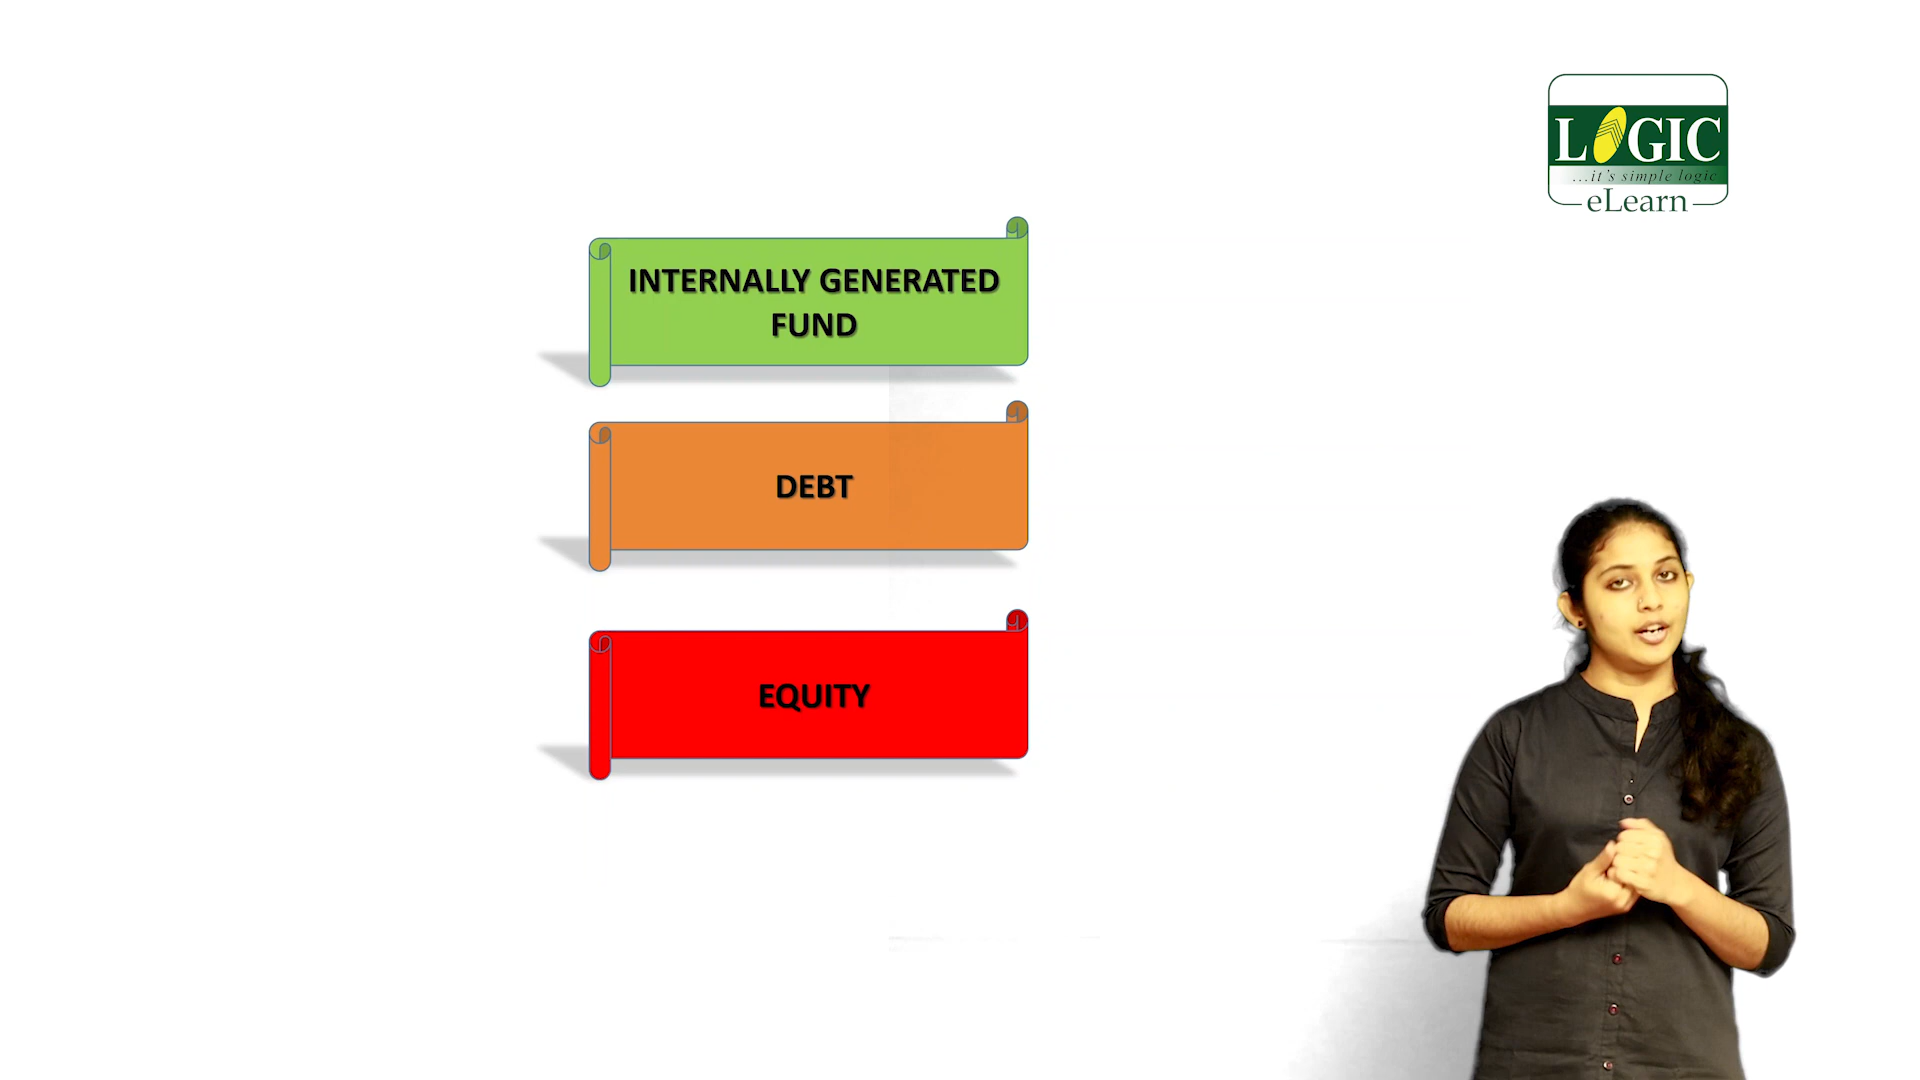 LOGIC
...it's simple logic
eLearn
INTERNALLY GENERATED
FUND
DEBT
EQUITY